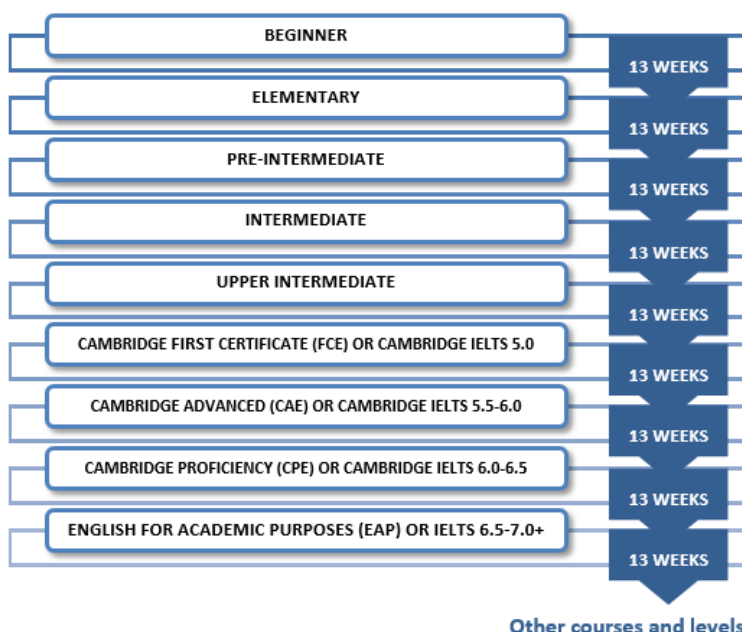 BEGINNER
13 WEEKS
ELEMENTARY
13 WEEKS
PRE-INTERMEDIATE
13 WEEKS
INTERMEDIATE
13 WEEKS
UPPER INTERMEDIATE
13 WEEKS
CAMBRIDGE FIRST CERTIFICATE (FCE) OR CAMBRIDGE IELTS 5.0
13 WEEKS
CAMBRIDGE ADVANCED (CAE) OR CAMBRIDGE IELTS 5.5-6.0
13 WEEKS
CAMBRIDGE PROFICIENCY (CPE) OR CAMBRIDGE IELTS 6.0-6.5
13 WEEKS
ENGLISH FOR ACADEMIC PURPOSES (EAP) OR IELTS 6.5-7.0+
13 WEEKS
Other courses and levels